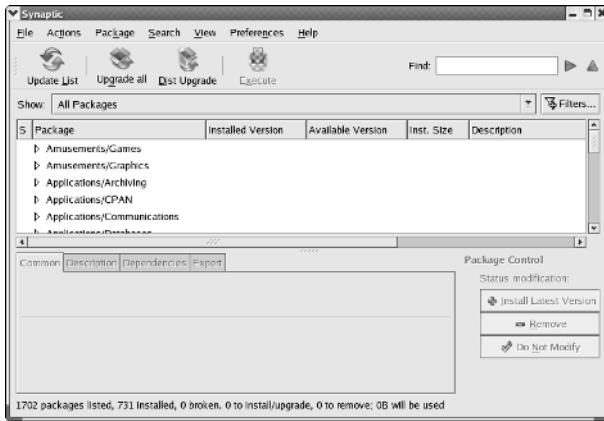 Synaptic
File Actions Package Search View Preferences Help
Update List Upgrade all Dist Upgrade Execute Find:
Show: All Packages Filters...
S Package Installed Version Available Version Inst. Size Description
Amusements/Games
Amusements/Graphics
Applications/Archiving
Applications/CPAN
Applications/Communications
Applications/Databases
Common Description Dependencies Expert Package Control
Status modification:
Install Latest Version
Remove
Do Not Modify
1702 packages listed, 731 installed, 0 broken. 0 to install/upgrade, 0 to remove; 0B will be used